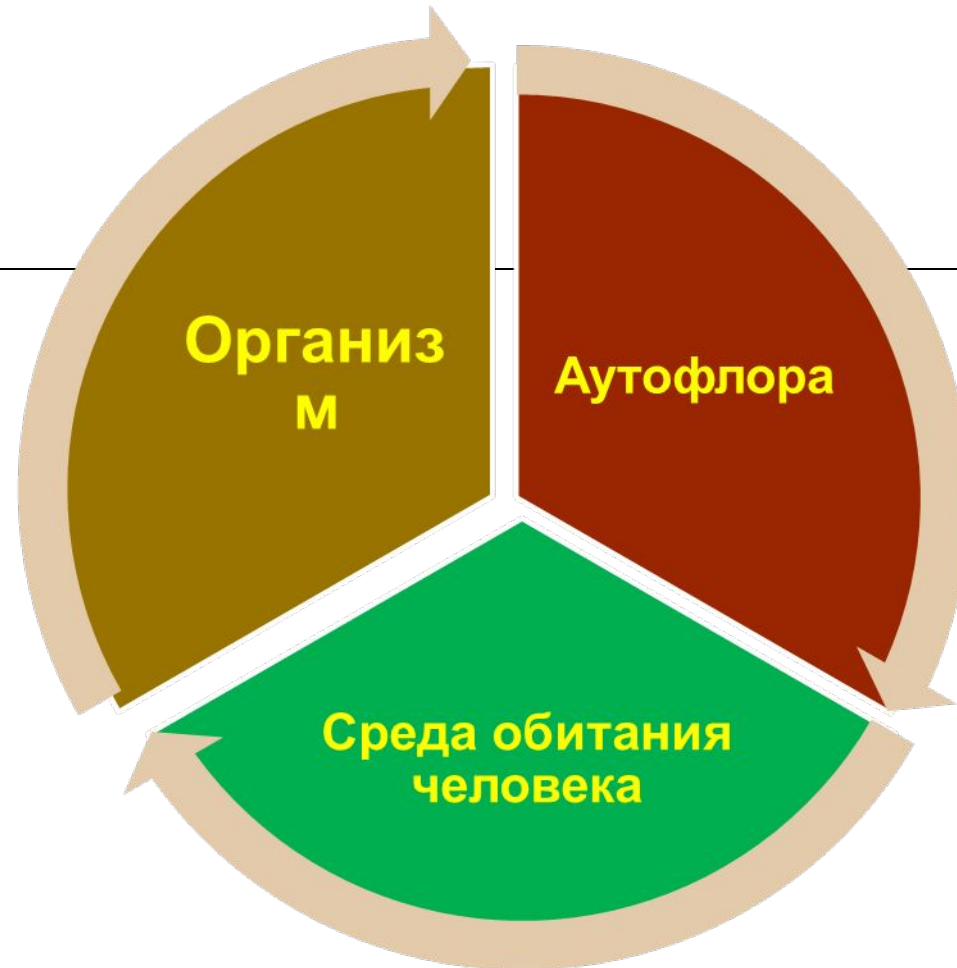 Организ
м
Аутофлора
Среда обитания
человека